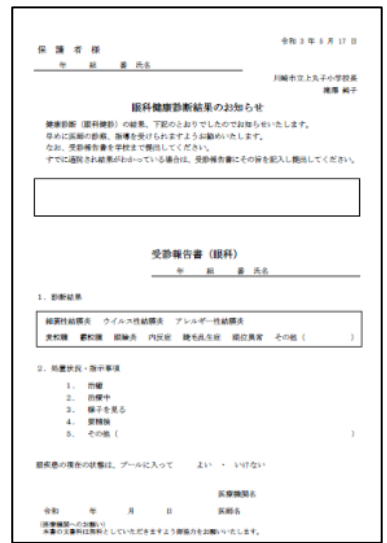 令和 3 年 5 月 17 日
保 護 者 様
年 組 番 氏名
川崎市立上丸子小学校長
純子
眼科健康診断結果のお知らせ
健康診断(眼科健診)の結果、下記のとおりでしたのでお知らせいたします。
早めに医師の診察、指導を受けられますようお勧めいたします。
なお、受診報告書を学校まで提出してください。
すでに通院され結果がわかっている場合は、受診報告書にその旨を記入し提出してください。
受診報告書(眼科)
年 組 番 氏名
1.診断結果
細菌性結膜炎 ウイルス性結膜炎 アレルギー性結膜炎
麦粒腫 霰粒腫 眼瞼炎 内反症 睫毛乱生症 眼位異常 その他( )
2.処置状況・指示事項
1. 治癒
2. 治療中
3. 様子を見る
4. 要精検
5. その他( )
眼疾患の現在の状態は、プールに入って よい ・ いけない
医療機関名
令和 年 月 日 医師名
(医療機関へのお願い)
本書の文書料は無料としていただきますよう御協力をお願いいたします。